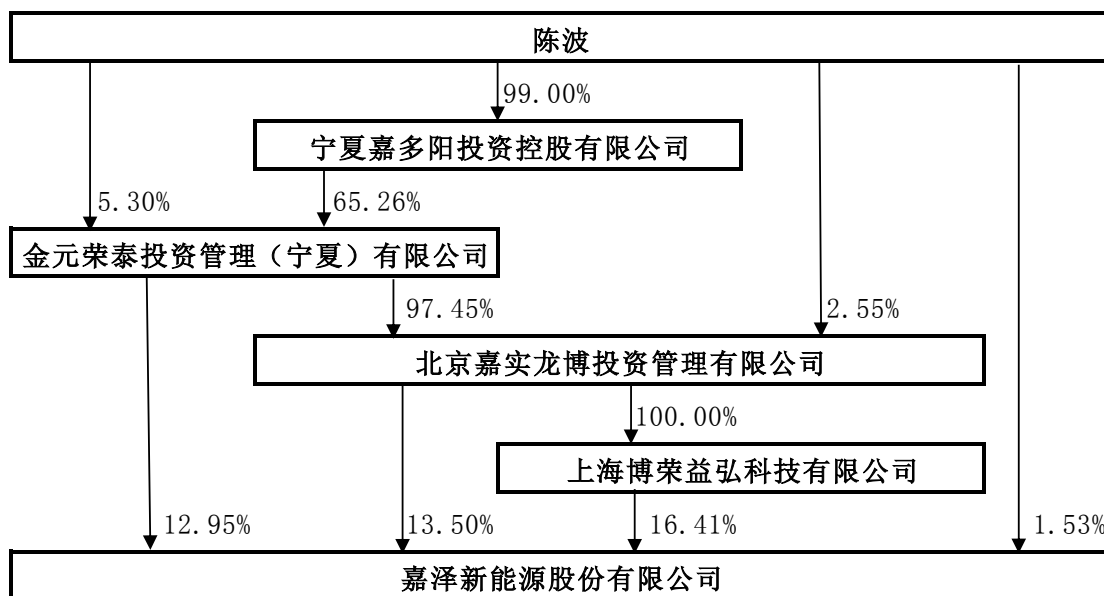 陈波
99.00%
宁夏嘉多阳投资控股有限公司
5.30%
65.26%
金元荣泰投资管理（宁夏）有限公司
97.45%
2.55%
北京嘉实龙博投资管理有限公司
100.00%
上海博荣益弘科技有限公司
12.95%
13.50%
16.41%
1.53%
嘉泽新能源股份有限公司